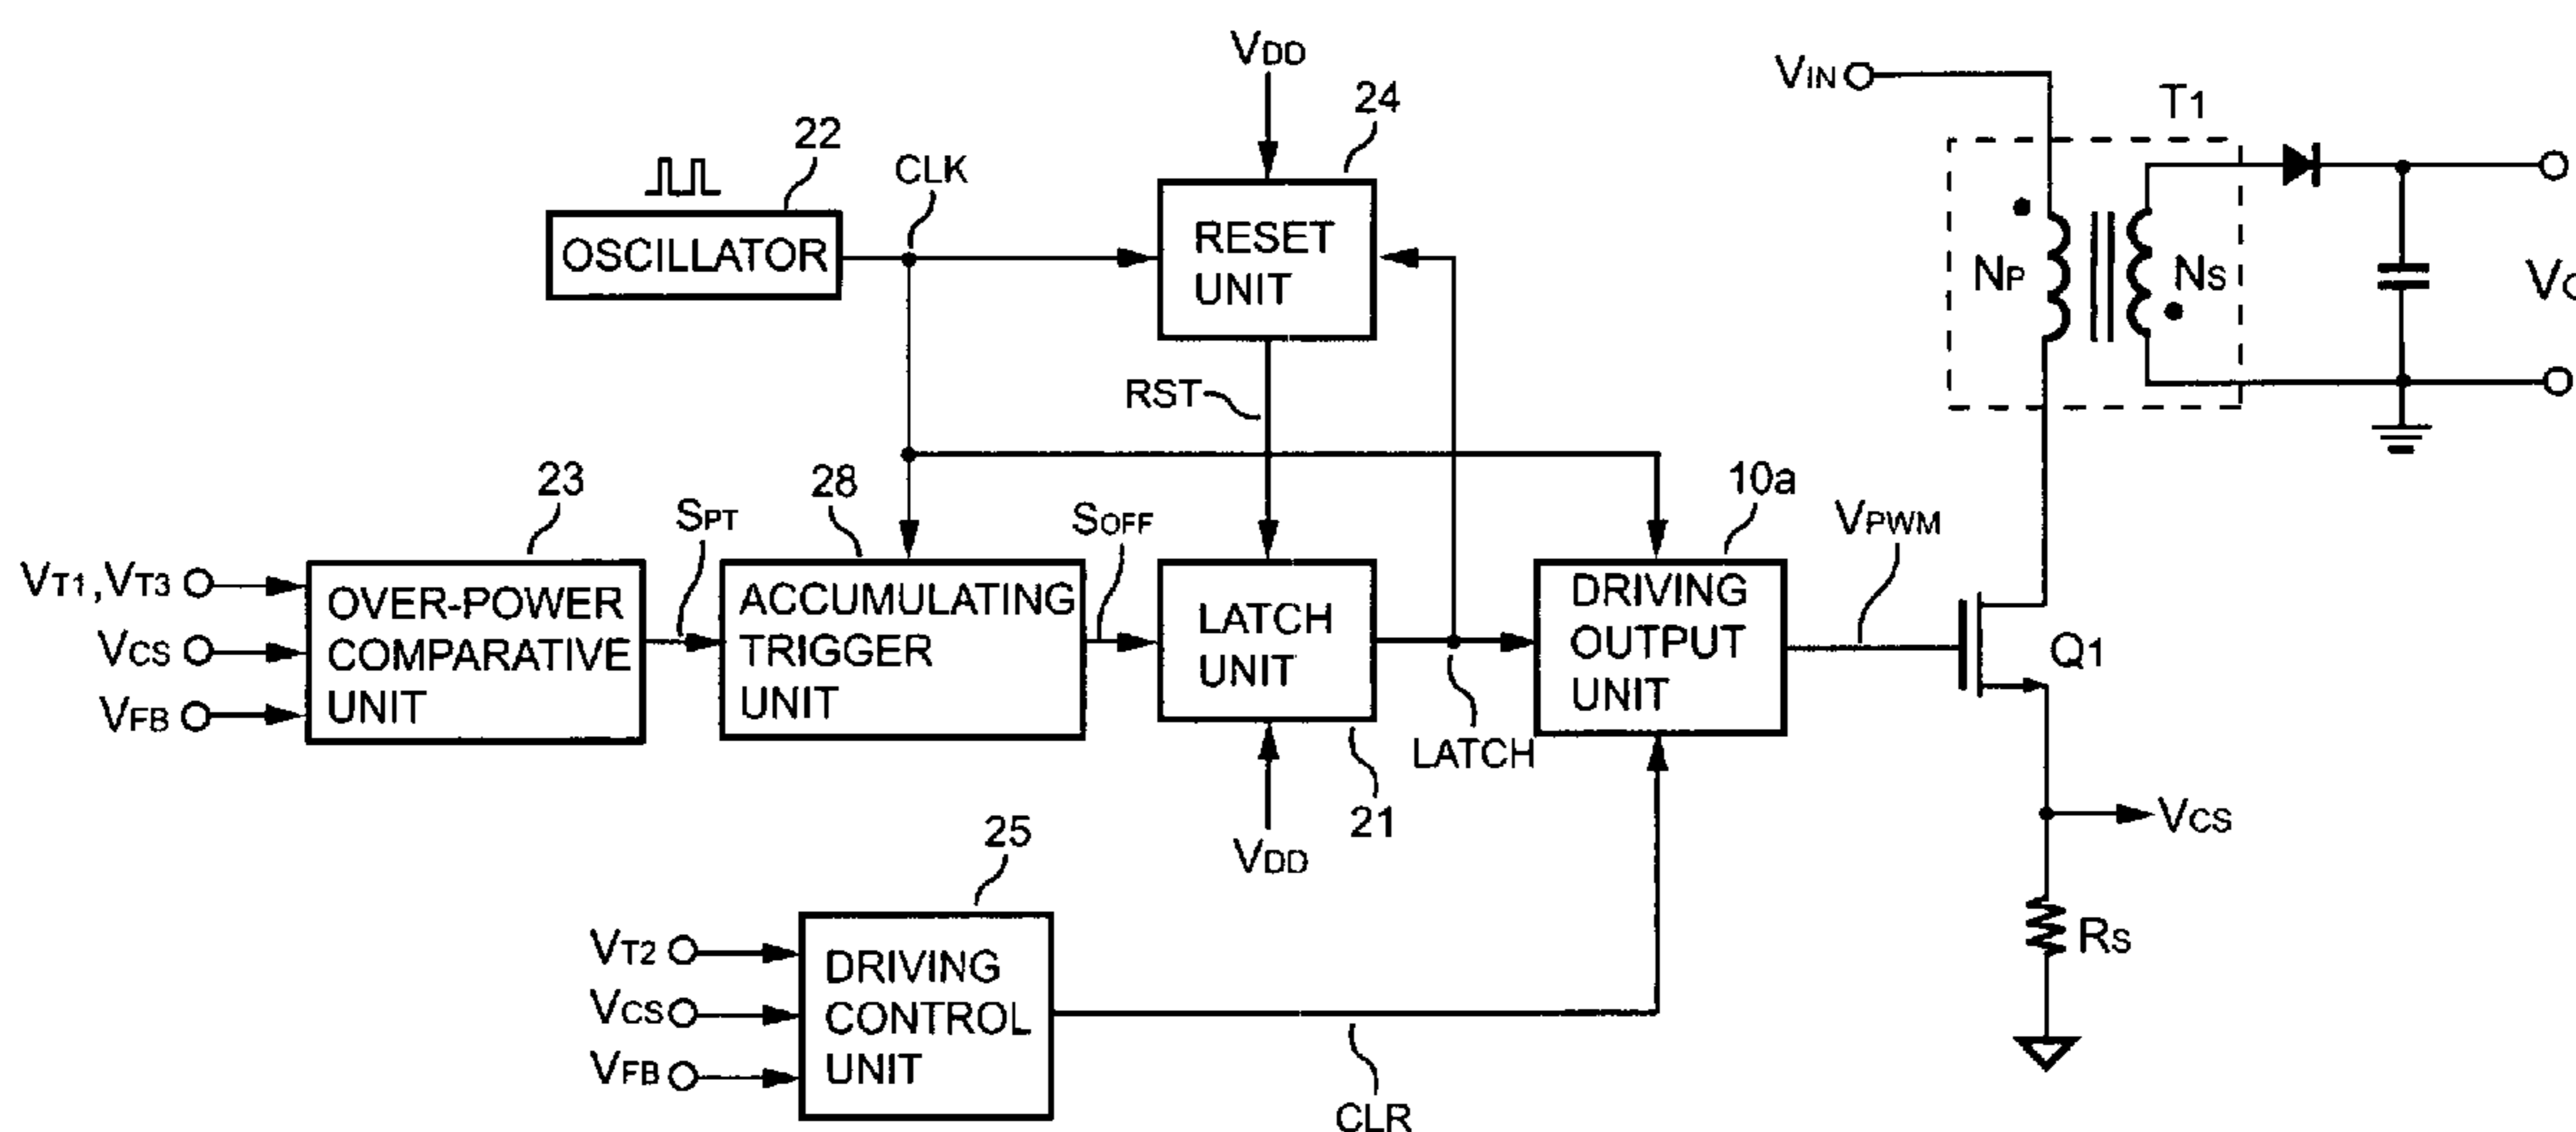 VDD
24
VIN
T1
22
CLK
OSCILLATOR
RESET
UNIT
NP
NS
RST
23
SPT
28
SOFF
10a
VPWM
VT1,VT3
VCS
VFB
OVER-POWER
COMPARATIVE
UNIT
ACCUMULATING
TRIGGER
UNIT
LATCH
UNIT
LATCH
DRIVING
OUTPUT
UNIT
Q1
21
VDD
VCS
RS
25
VT2
VCS
VFB
DRIVING
CONTROL
UNIT
CLR